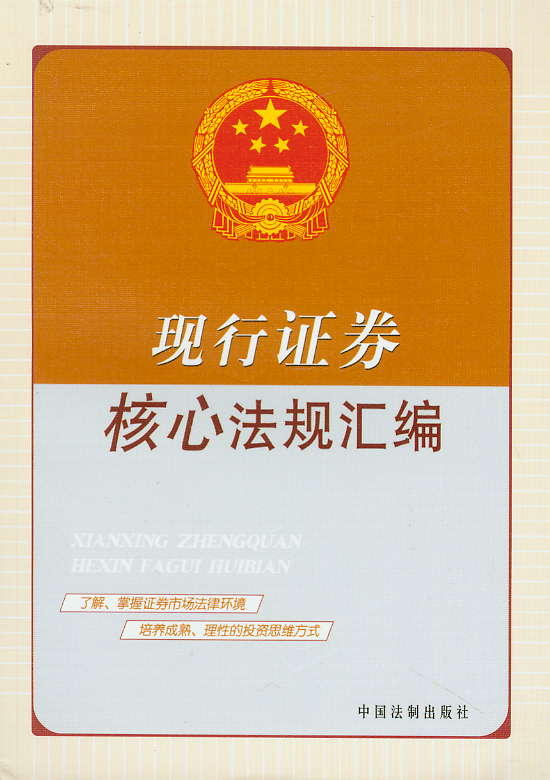 现行证券
核心法规汇编
XIANXING ZHENGQUAN
HEXIN FAGUI HUIBIAN
了解、掌握证券市场法律环境
培养成熟、理性的投资思维方式
中国法制出版社